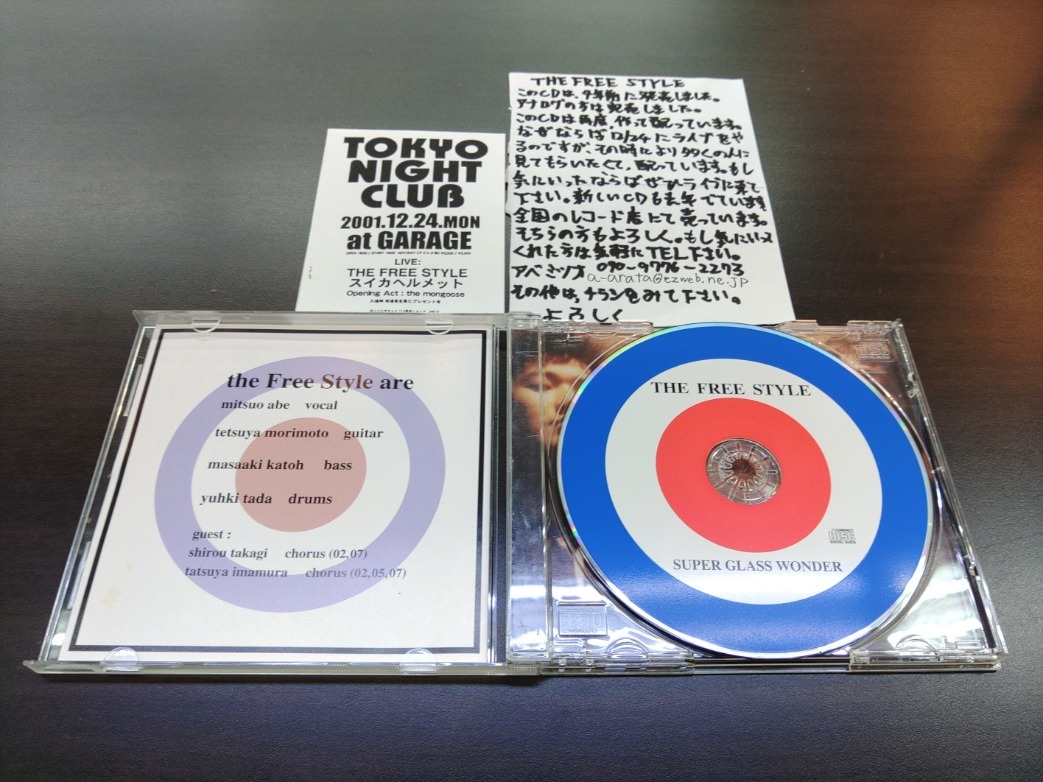 TOKYO
NIGHT
CLUB
2001.12.24.MON
at GARAGE
LIVE:
THE FREE STYLE
スイカヘルメット
Opening Act : the mongoose
THE FREE STYLE
このCDは、4年前に発売しました。
アナログの方は完売しました。
このCDは再度、作って配っています。
なぜならば12/24にライブをや
るのですが、その時により多くの人に
見てもらいたくて、配っています。もし
気にいったならばぜひライブに来て
下さい。新しいCDも去年でています
全国のレコード店にて売っています。
そちらの方もよろしく。もし気にいっ
くれた方は気軽にTEL下さい。
アベミツオ 090-9776-2273
a-arata@ezweb.ne.jp
その他は、チラシをみて下さい。
よろしく
the Free Style are
mitsuo abe vocal
tetsuya morimoto guitar
masaaki katoh bass
yuhki tada drums
guest :
shirou takagi chorus (02,07)
tatsuya imamura chorus (02,05,07)
THE FREE STYLE
COMPACT
disc
DIGITAL AUDIO
SUPER GLASS WONDER